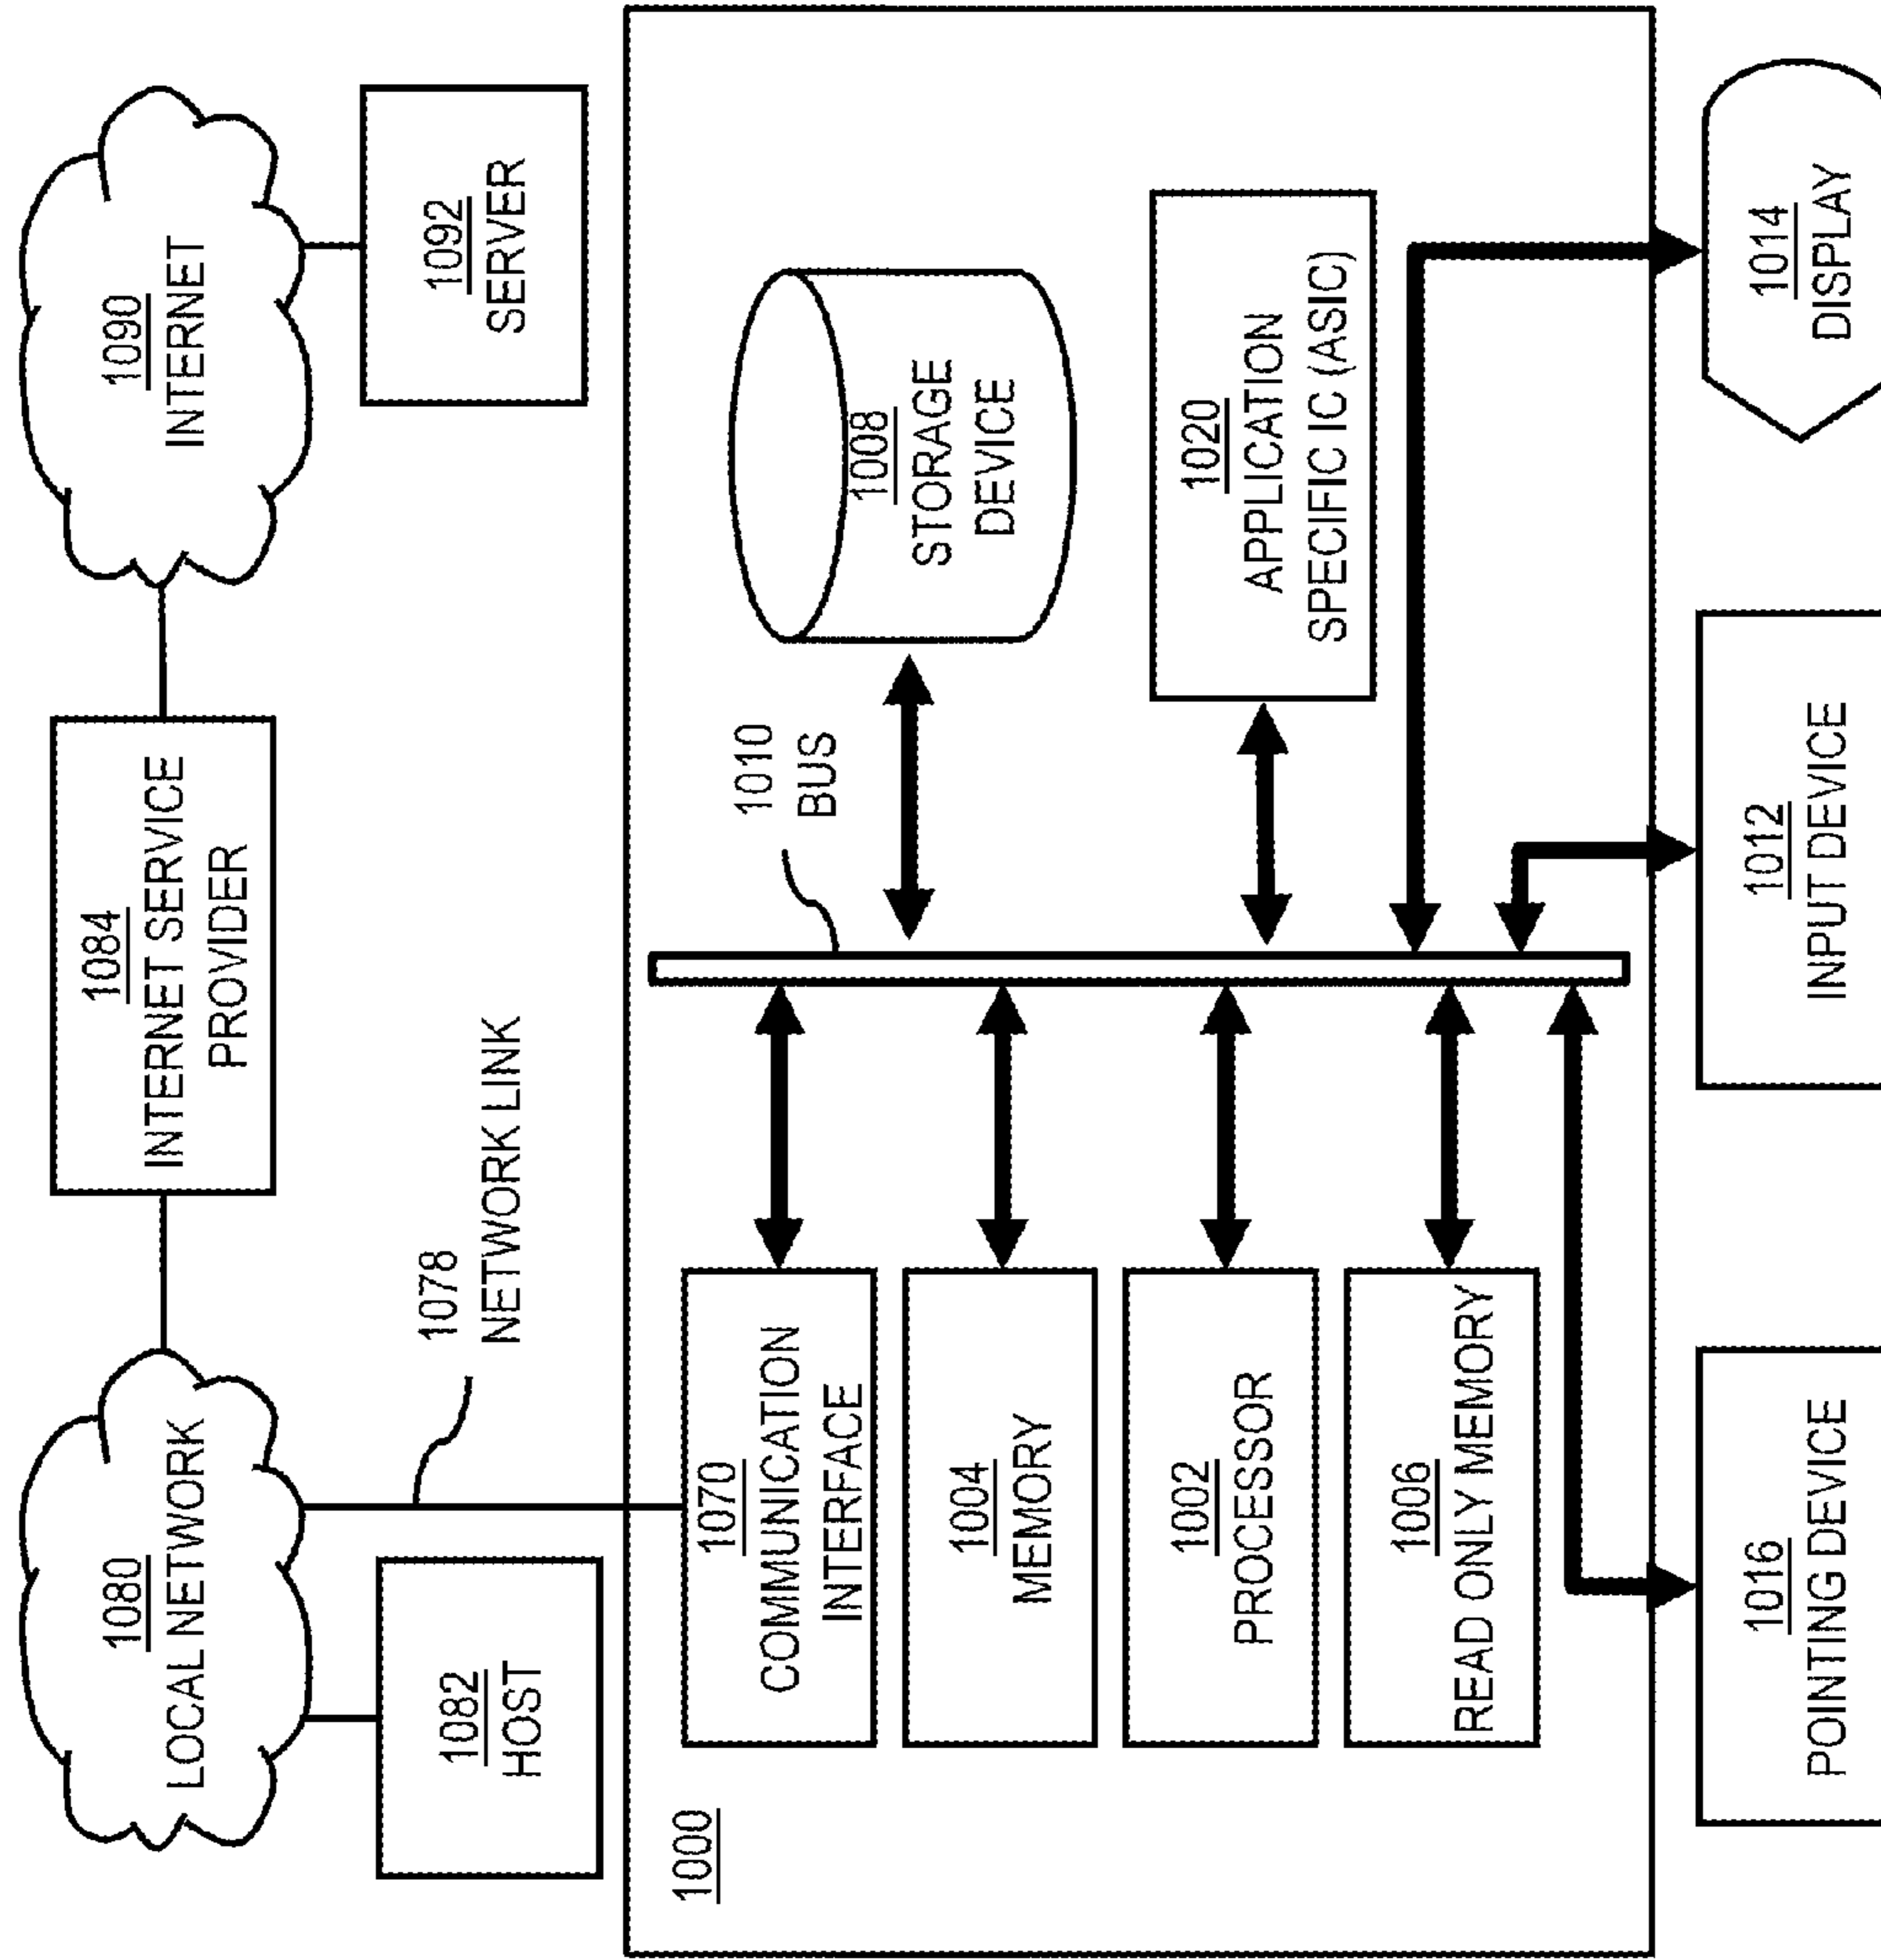 1080
LOCAL NETWORK
1084
INTERNET SERVICE
PROVIDER
1090
INTERNET
1082
HOST
1078
NETWORK LINK
1092
SERVER
1000
1070
COMMUNICATION
INTERFACE
1010
BUS
1008
STORAGE
DEVICE
1004
MEMORY
1002
PROCESSOR
1020
APPLICATION
SPECIFIC IC (ASIC)
1006
READ ONLY MEMORY
1016
POINTING DEVICE
1012
INPUT DEVICE
1014
DISPLAY